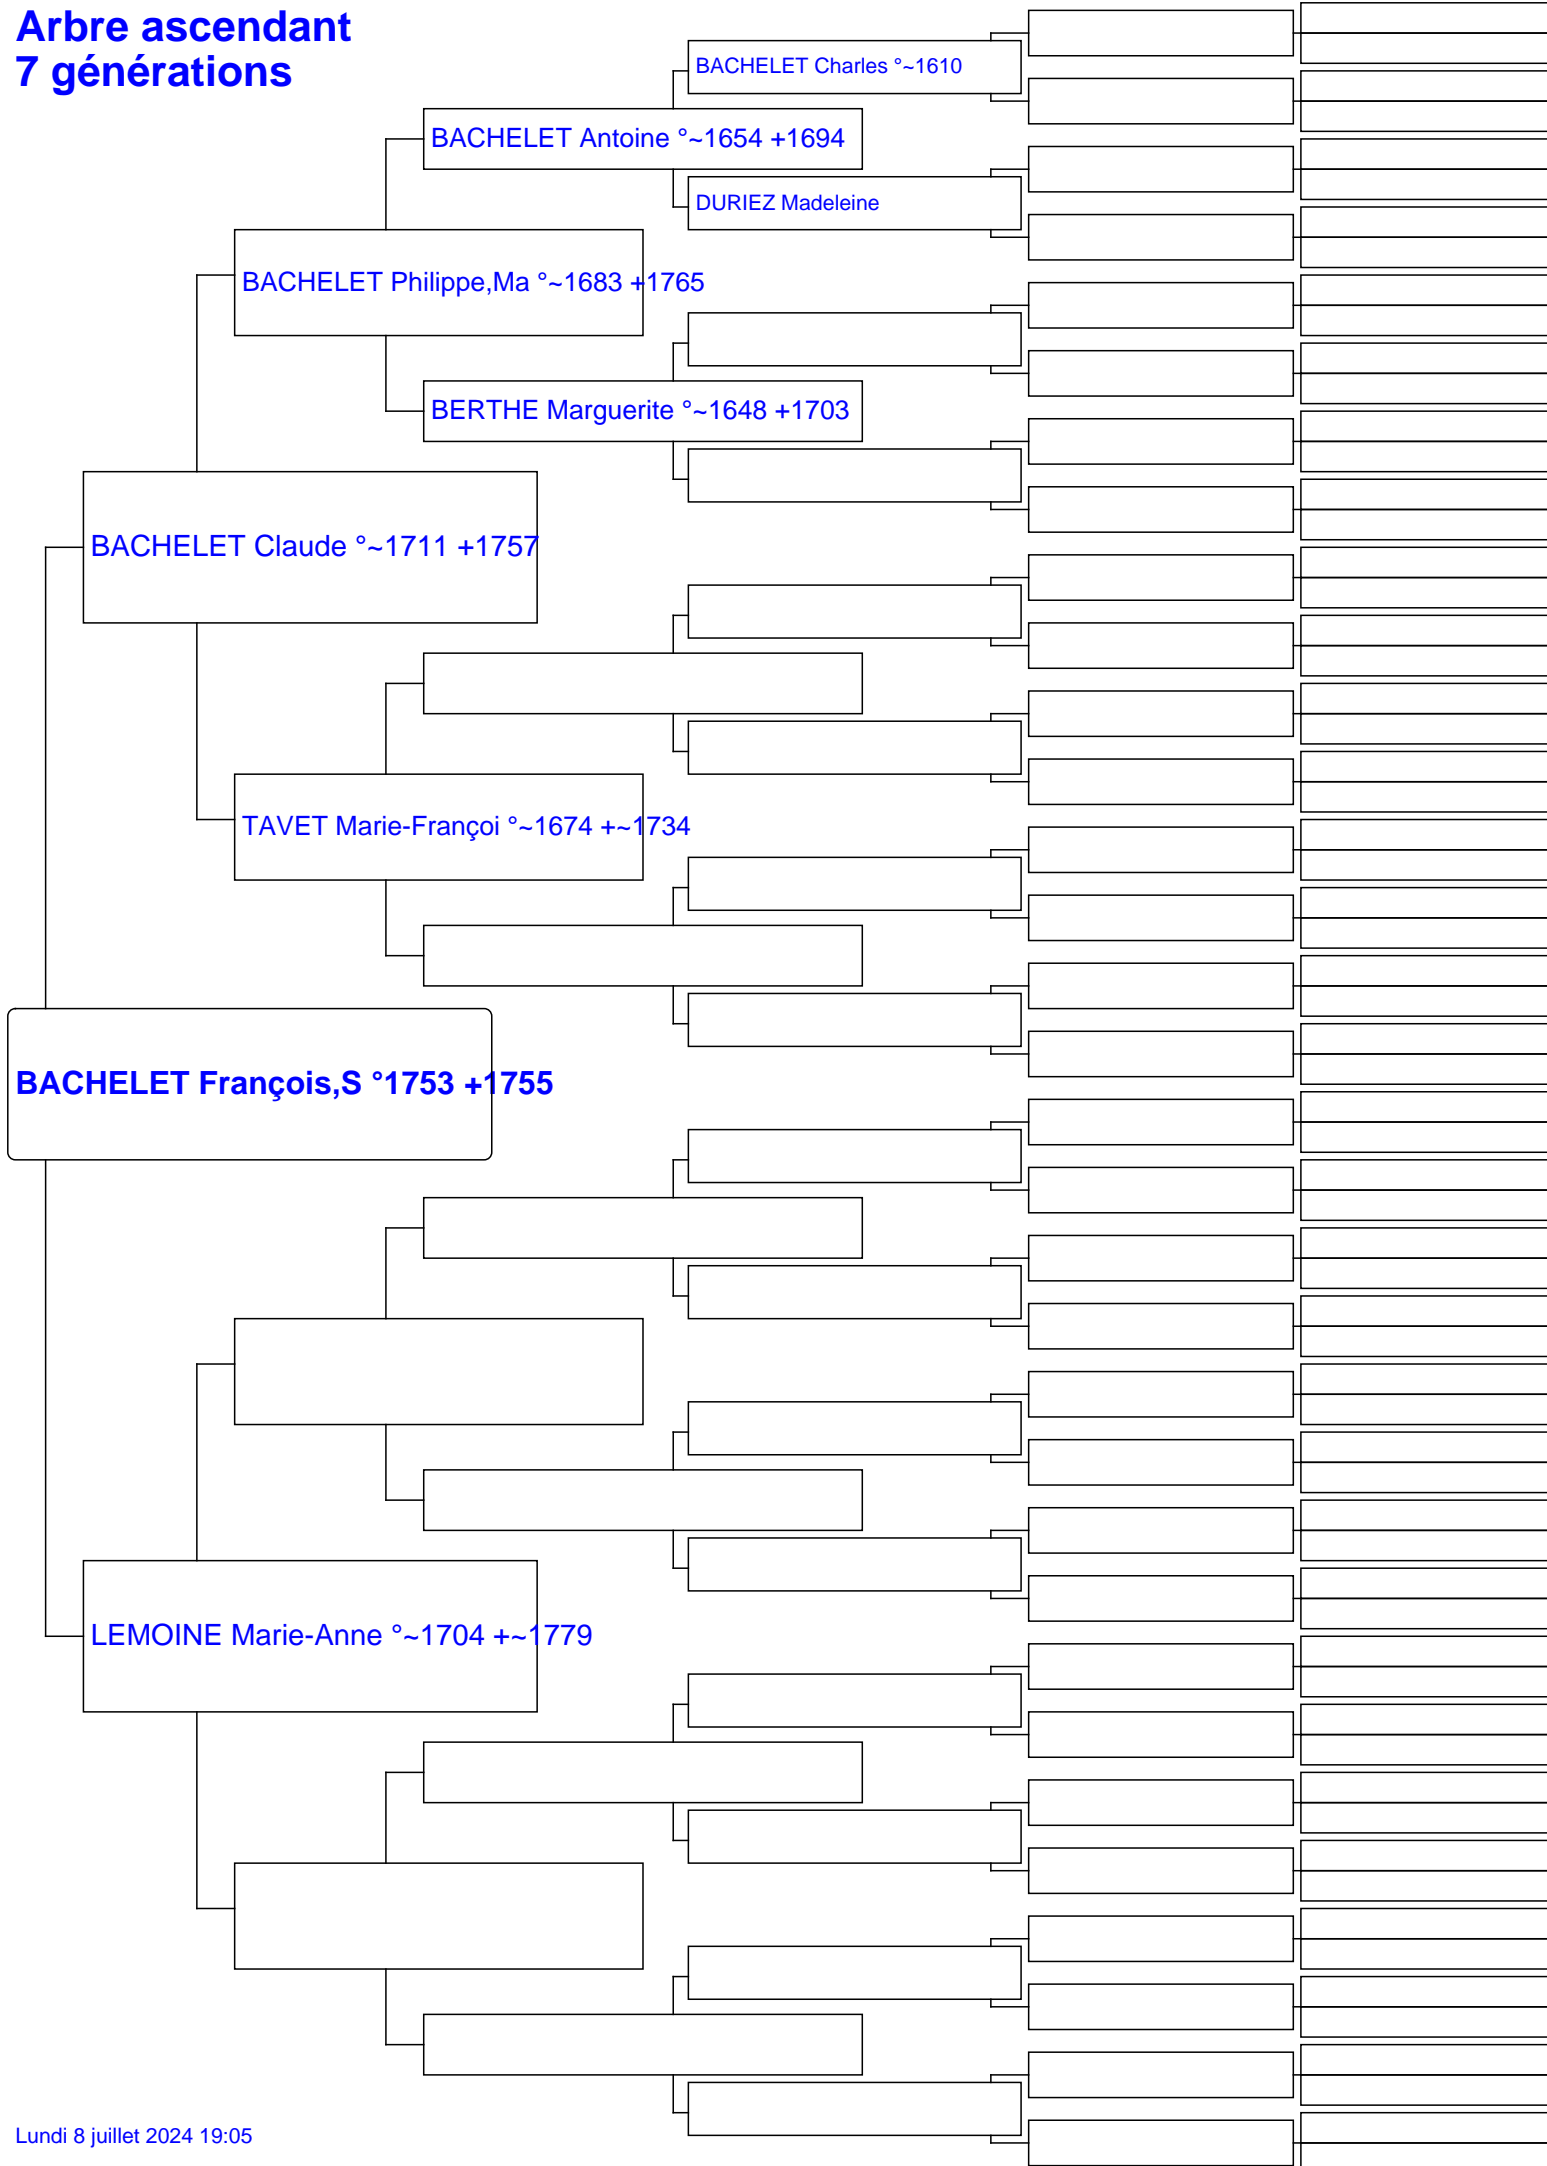 Arbre ascendant
7 générations
BACHELET Charles °~1610
BACHELET Antoine °~1654 +1694
DURIEZ Madeleine
BACHELET Philippe,Ma °~1683 +1765
BERTHE Marguerite °~1648 +1703
BACHELET Claude °~1711 +1757
TAVET Marie-Françoi °~1674 +~1734
BACHELET François,S °1753 +1755
LEMOINE Marie-Anne °~1704 +~1779
Lundi 8 juillet 2024 19:05